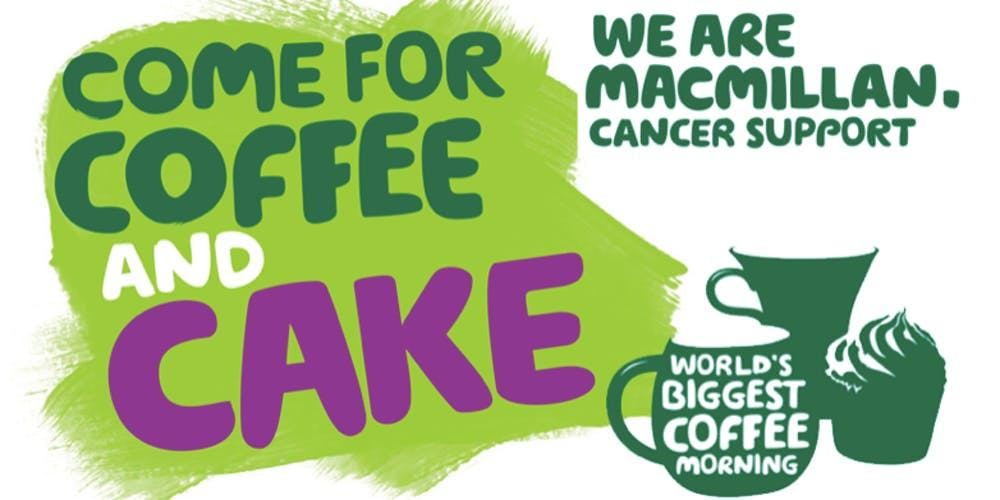 COME FOR
COFFEE
AND
CAKE
WE ARE
MACMILLAN.
CANCER SUPPORT
WORLD'S
BIGGEST
COFFEE
MORNING